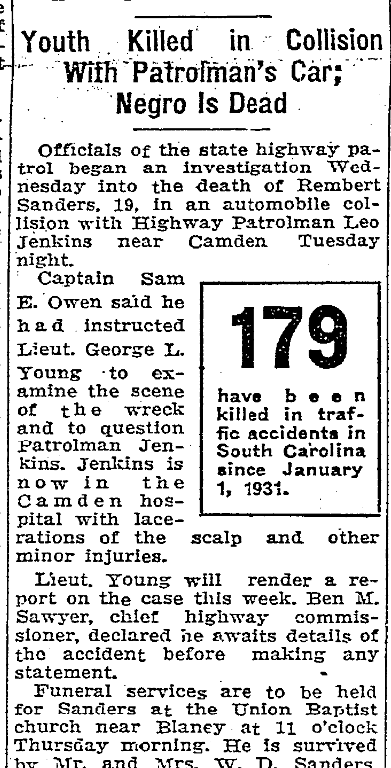 Youth Killed in Collision
With Patrolman's Car;
Negro Is Dead
Officials of the state highway pa-
trol began an investigation Wed-
nesday into the death of Rembert
Sanders, 19, in an automobile col-
lision with Highway Patrolman Leo
Jenkins near Camden Tuesday
night.
Captain Sam
E. Owen said he
had instructed
Lieut. George L.
Young to ex-
amine the scene
of the wreck
and to question
Patrolman Jen-
kins. Jenkins is
now in the
Camden hos-
pital with lace-
rations of the scalp and other
minor injuries.
179
have been
killed in traf-
fic accidents in
South Carolina
since January
1, 1931.
Lieut. Young will render a re-
port on the case this week. Ben M.
Sawyer, chief highway commis-
sioner, declared he awaits details of
the accident before making any
statement.
Funeral services are to be held
for Sanders at the Union Baptist
church near Blaney at 11 o'clock
Thursday morning. He is survived
by Mr. and Mrs. W. D. Sanders,